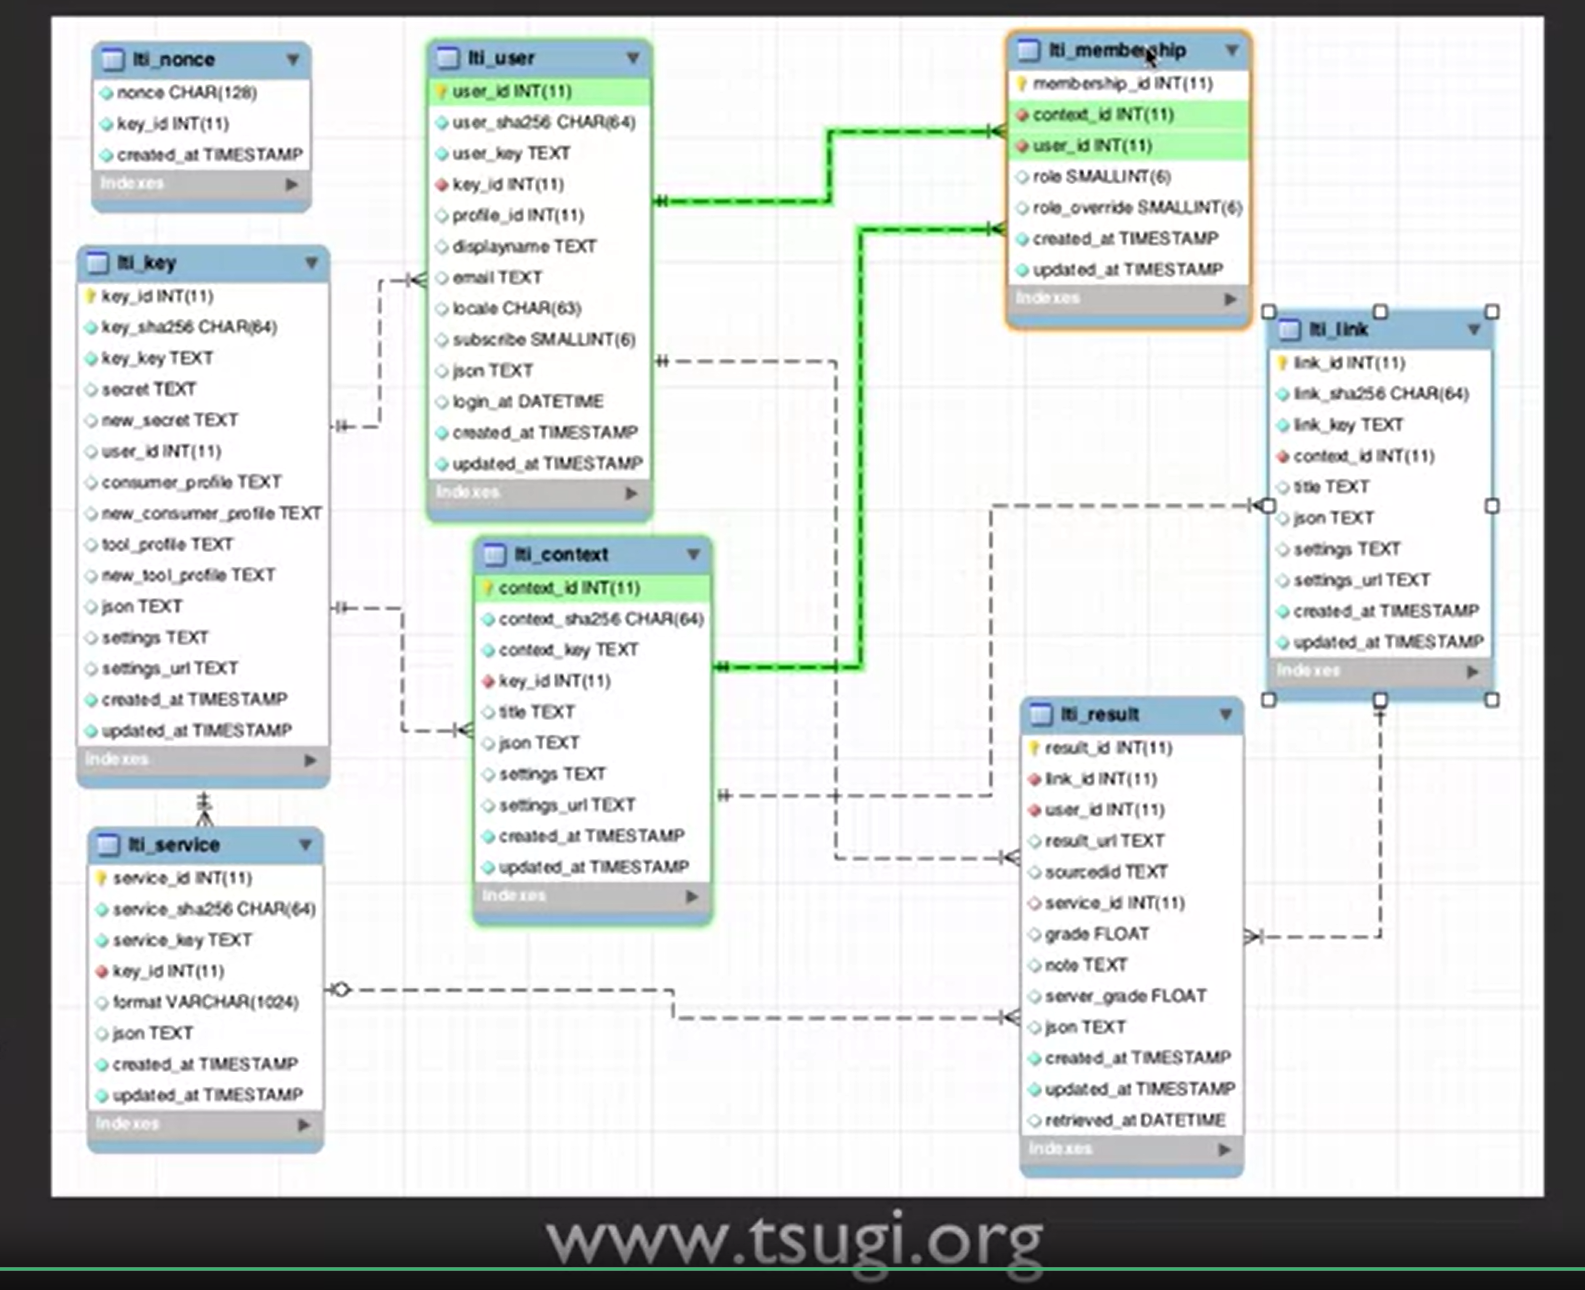 lti_nonce
nonce CHAR(128)
key_id INT(11)
created_at TIMESTAMP
Indexes
lti_key
key_id INT(11)
key_sha256 CHAR(64)
key_key TEXT
secret TEXT
new_secret TEXT
user_id INT(11)
consumer_profile TEXT
new_consumer_profile TEXT
tool_profile TEXT
new_tool_profile TEXT
json TEXT
settings TEXT
settings_url TEXT
created_at TIMESTAMP
updated_at TIMESTAMP
Indexes
lti_service
service_id INT(11)
service_sha256 CHAR(64)
service_key TEXT
key_id INT(11)
format VARCHAR(1024)
json TEXT
created_at TIMESTAMP
updated_at TIMESTAMP
Indexes
lti_user
user_id INT(11)
user_sha256 CHAR(64)
user_key TEXT
key_id INT(11)
profile_id INT(11)
displayname TEXT
email TEXT
locale CHAR(63)
subscribe SMALLINT(6)
json TEXT
login_at DATETIME
created_at TIMESTAMP
updated_at TIMESTAMP
Indexes
lti_context
context_id INT(11)
context_sha256 CHAR(64)
context_key TEXT
key_id INT(11)
title TEXT
json TEXT
settings TEXT
settings_url TEXT
created_at TIMESTAMP
updated_at TIMESTAMP
Indexes
lti_membership
membership_id INT(11)
context_id INT(11)
user_id INT(11)
role SMALLINT(6)
role_override SMALLINT(6)
created_at TIMESTAMP
updated_at TIMESTAMP
Indexes
lti_link
link_id INT(11)
link_sha256 CHAR(64)
link_key TEXT
context_id INT(11)
title TEXT
json TEXT
settings TEXT
settings_url TEXT
created_at TIMESTAMP
updated_at TIMESTAMP
Indexes
lti_result
result_id INT(11)
link_id INT(11)
user_id INT(11)
result_url TEXT
sourcedid TEXT
service_id INT(11)
grade FLOAT
note TEXT
server_grade FLOAT
json TEXT
created_at TIMESTAMP
updated_at TIMESTAMP
retrieved_at DATETIME
Indexes
www.tsugi.org